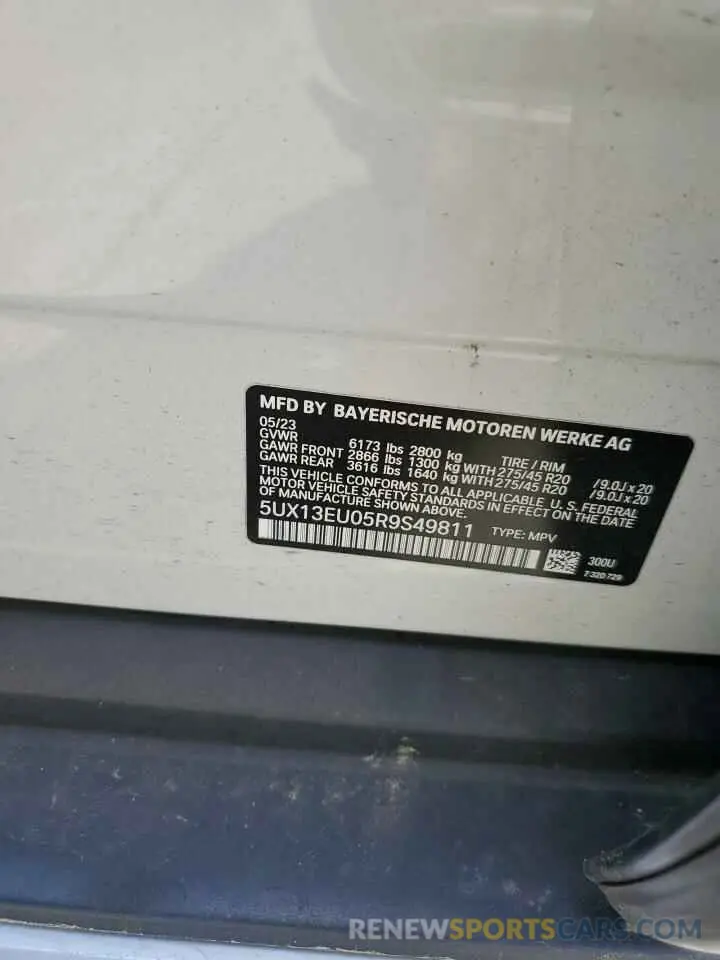 MFD BY BAYERISCHE MOTOREN WERKE AG
05/23
GVWR 6173 lbs 2800 kg TIRE / RIM
GAWR FRONT 2866 lbs 1300 kg WITH 275/45 R20 /9.0J x 20
GAWR REAR 3616 lbs 1640 kg WITH 275/45 R20 /9.0J x 20
THIS VEHICLE CONFORMS TO ALL APPLICABLE, U. S. FEDERAL
MOTOR VEHICLE SAFETY STANDARDS IN EFFECT ON THE DATE
OF MANUFACTURE SHOWN ABOVE.
5UX13EU05R9S49811 TYPE: MPV
300U
7 320 729
RENEWSPORTSCARS.COM